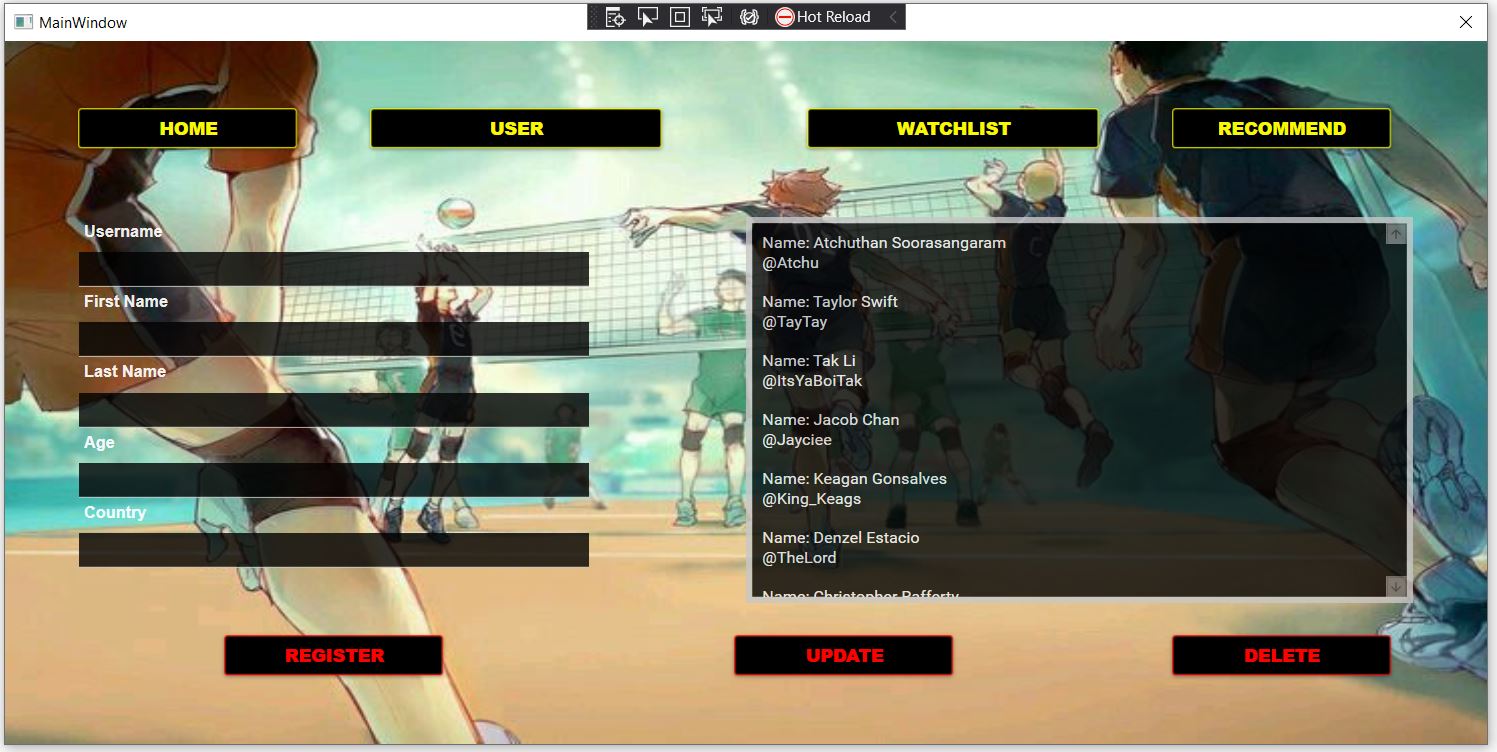 MainWindow
Hot Reload
HOME
USER
WATCHLIST
RECOMMEND
Username
First Name
Last Name
Age
Country
Name: Atchuthan Soorasangaram
@Atchu
Name: Taylor Swift
@TayTay
Name: Tak Li
@ItsYaBoiTak
Name: Jacob Chan
@Jayciee
Name: Keagan Gonsalves
@King_Keags
Name: Denzel Estacio
@TheLord
Name: Christopher Rafferty
REGISTER
UPDATE
DELETE